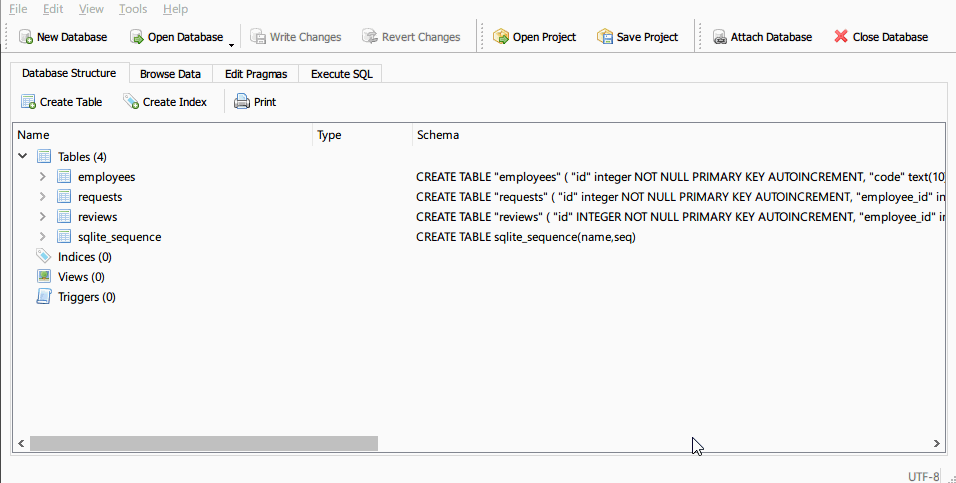 File Edit View Tools Help
New Database Open Database Write Changes Revert Changes Open Project Save Project Attach Database Close Database
Database Structure Browse Data Edit Pragmas Execute SQL
Create Table Create Index Print
Name Type Schema
Tables (4)
employees CREATE TABLE "employees" ( "id" integer NOT NULL PRIMARY KEY AUTOINCREMENT, "code" text(10)
requests CREATE TABLE "requests" ( "id" integer NOT NULL PRIMARY KEY AUTOINCREMENT, "employee_id" in
reviews CREATE TABLE "reviews" ( "id" INTEGER NOT NULL PRIMARY KEY AUTOINCREMENT, "employee_id" in
sqlite_sequence CREATE TABLE sqlite_sequence(name,seq)
Indices (0)
Views (0)
Triggers (0)
UTF-8